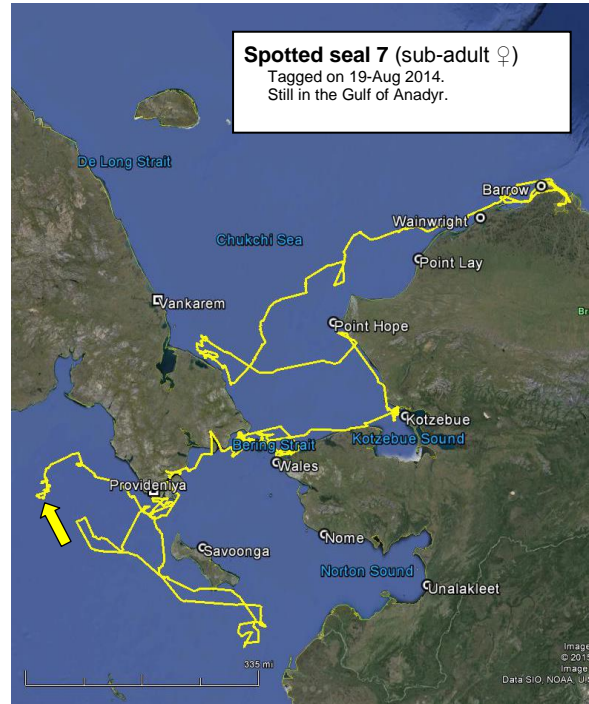 Spotted seal 7 (sub-adult ♀)
Tagged on 19-Aug 2014.
Still in the Gulf of Anadyr.
De Long Strait
Barrow
Wainwright
Chukchi Sea
Point Lay
Vankarem
Point Hope
Kotzebue
Bering Strait
Kotzebue Sound
Wales
Provideniya
Nome
Savoonga
Norton Sound
Unalakleet
335 mi
Image
Image
Data SIO, NOAA,